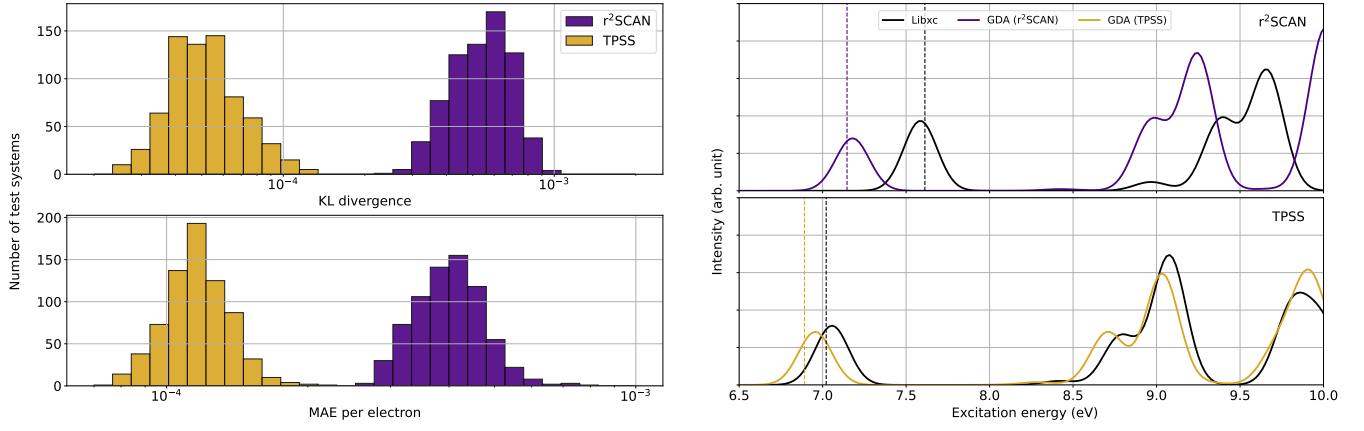 Number of test systems
150
100
50
0
r²SCAN
TPSS
10⁻⁴
10⁻³
KL divergence
200
150
100
50
0
10⁻⁴
10⁻³
MAE per electron
Intensity (arb. unit)
Libxc
GDA (r²SCAN)
GDA (TPSS)
r²SCAN
TPSS
6.5
7.0
7.5
8.0
8.5
9.0
9.5
10.0
Excitation energy (eV)